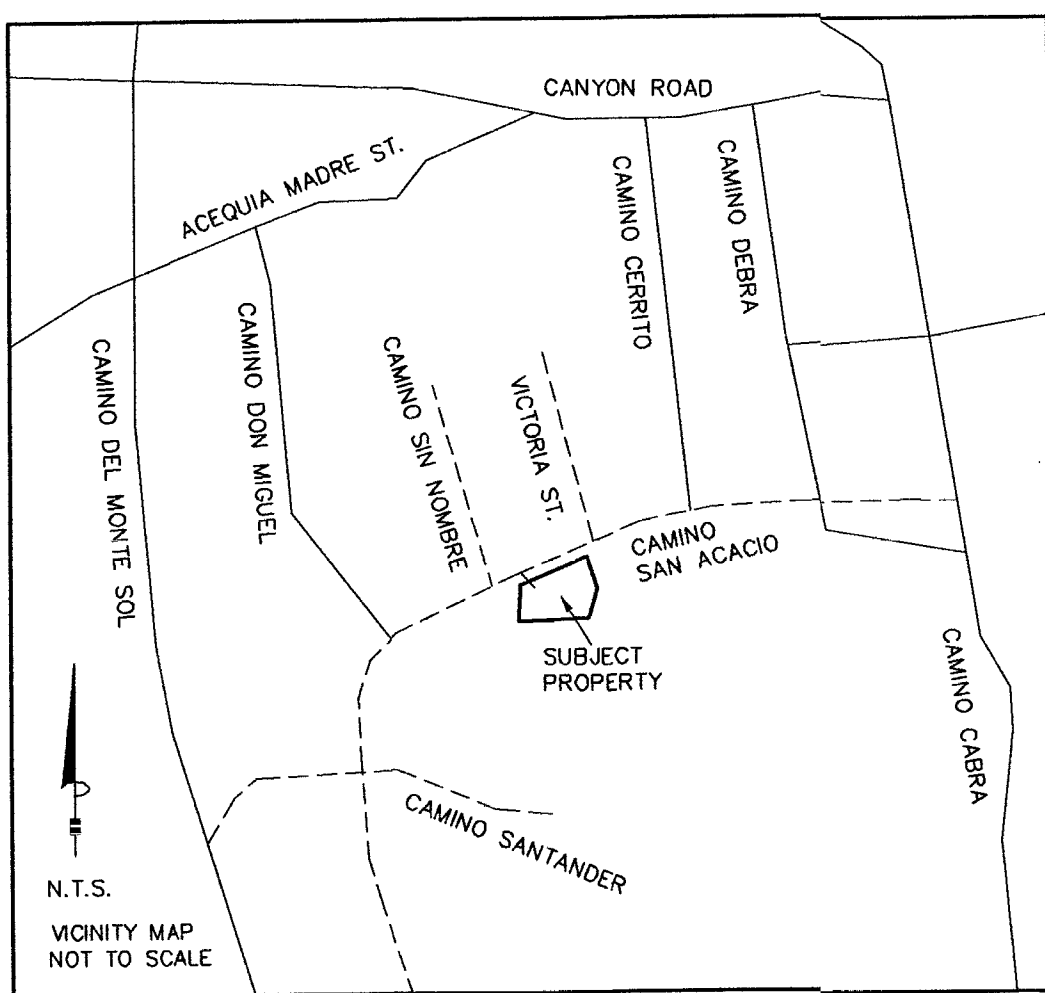 CANYON ROAD
ACEQUIA MADRE ST.
CAMINO CERRITO
CAMINO DEBRA
CAMINO DEL MONTE SOL
CAMINO DON MIGUEL
CAMINO SIN NOMBRE
VICTORIA ST.
CAMINO
SAN ACACIO
SUBJECT
PROPERTY
CAMINO CABRA
CAMINO SANTANDER
N.T.S.
VICINITY MAP
NOT TO SCALE